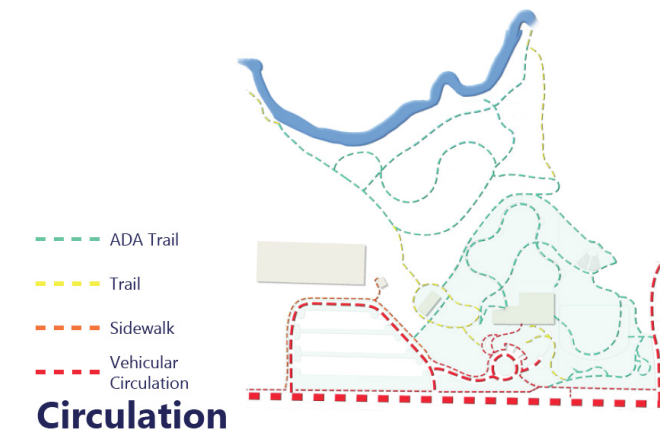 ADA Trail
Trail
Sidewalk
Vehicular
Circulation
Circulation